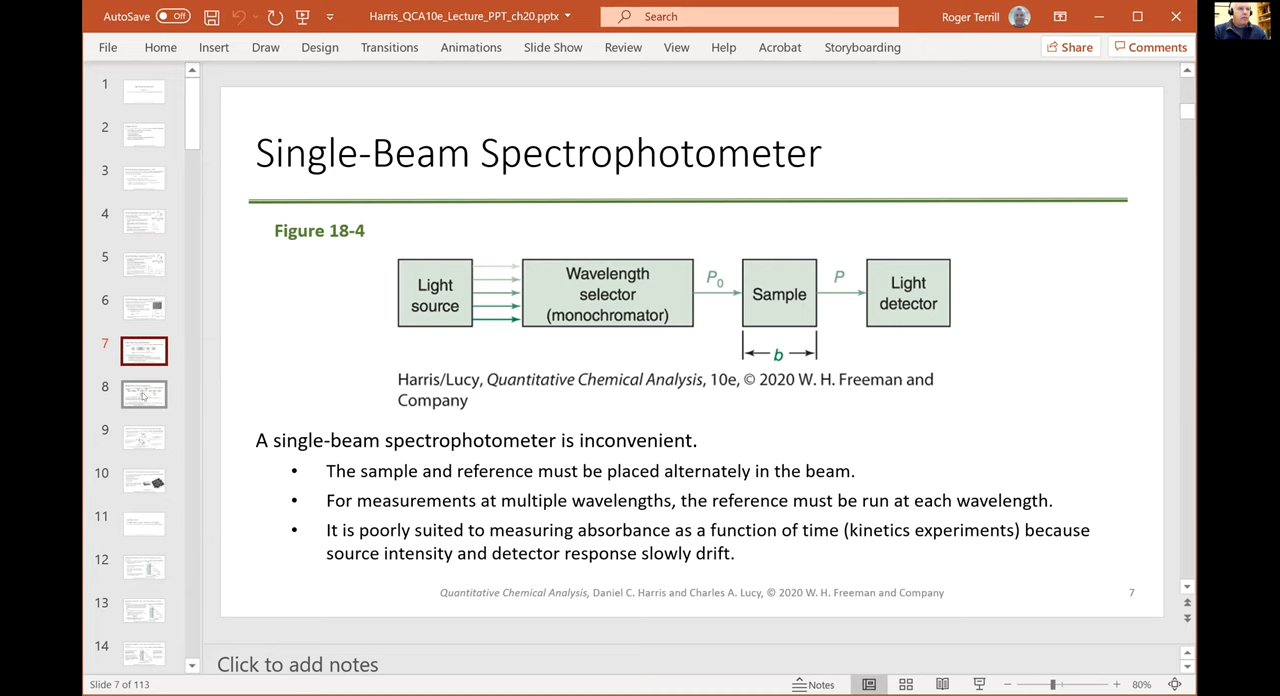 AutoSave Off Harris_QCA10e_Lecture_PPT_ch20.pptx Search Roger Terrill
File Home Insert Draw Design Transitions Animations Slide Show Review View Help Acrobat Storyboarding Share Comments
1
2
3
4
5
6
7
8
9
10
11
12
13
14
Single-Beam Spectrophotometer
Figure 18-4
Light
source
Wavelength
selector
(monochromator)
P0
Sample
P
Light
detector
b
Harris/Lucy, Quantitative Chemical Analysis, 10e, © 2020 W. H. Freeman and
Company
A single-beam spectrophotometer is inconvenient.
• The sample and reference must be placed alternately in the beam.
• For measurements at multiple wavelengths, the reference must be run at each wavelength.
• It is poorly suited to measuring absorbance as a function of time (kinetics experiments) because
source intensity and detector response slowly drift.
Quantitative Chemical Analysis, Daniel C. Harris and Charles A. Lucy, © 2020 W. H. Freeman and Company
7
Click to add notes
Slide 7 of 113 Notes 80%